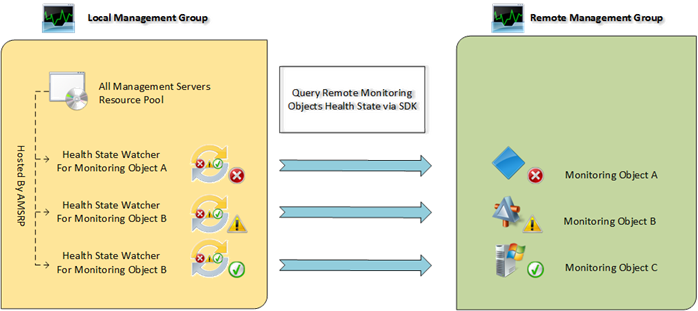 Local Management Group
Remote Management Group
All Management Servers
Resource Pool
Query Remote Monitoring
Objects Health State via SDK
Hosted By AMSRP
Health State Watcher
For Monitoring Object A
Monitoring Object A
Health State Watcher
For Monitoring Object B
Monitoring Object B
Health State Watcher
For Monitoring Object B
Monitoring Object C